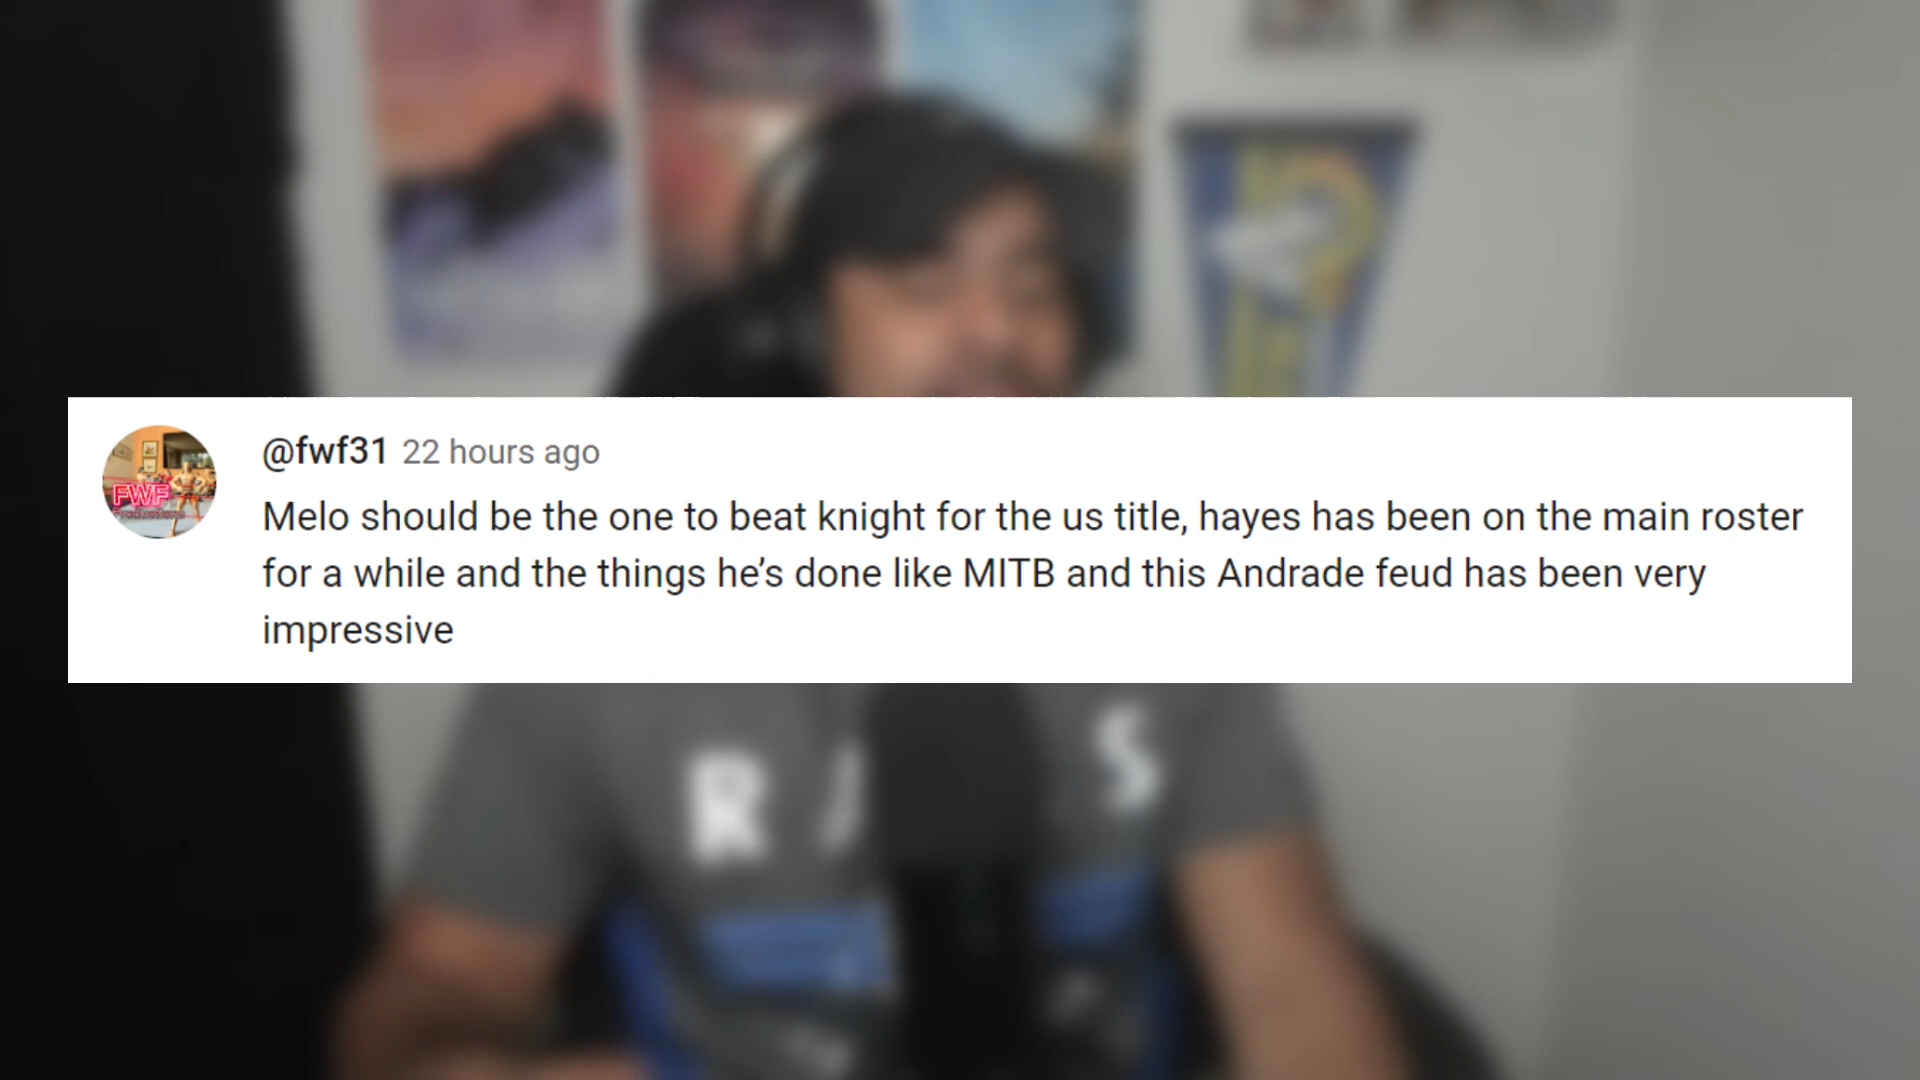 @fwf31 22 hours ago
Melo should be the one to beat knight for the us title, hayes has been on the main roster
for a while and the things he’s done like MITB and this Andrade feud has been very
impressive
FWF
R
S